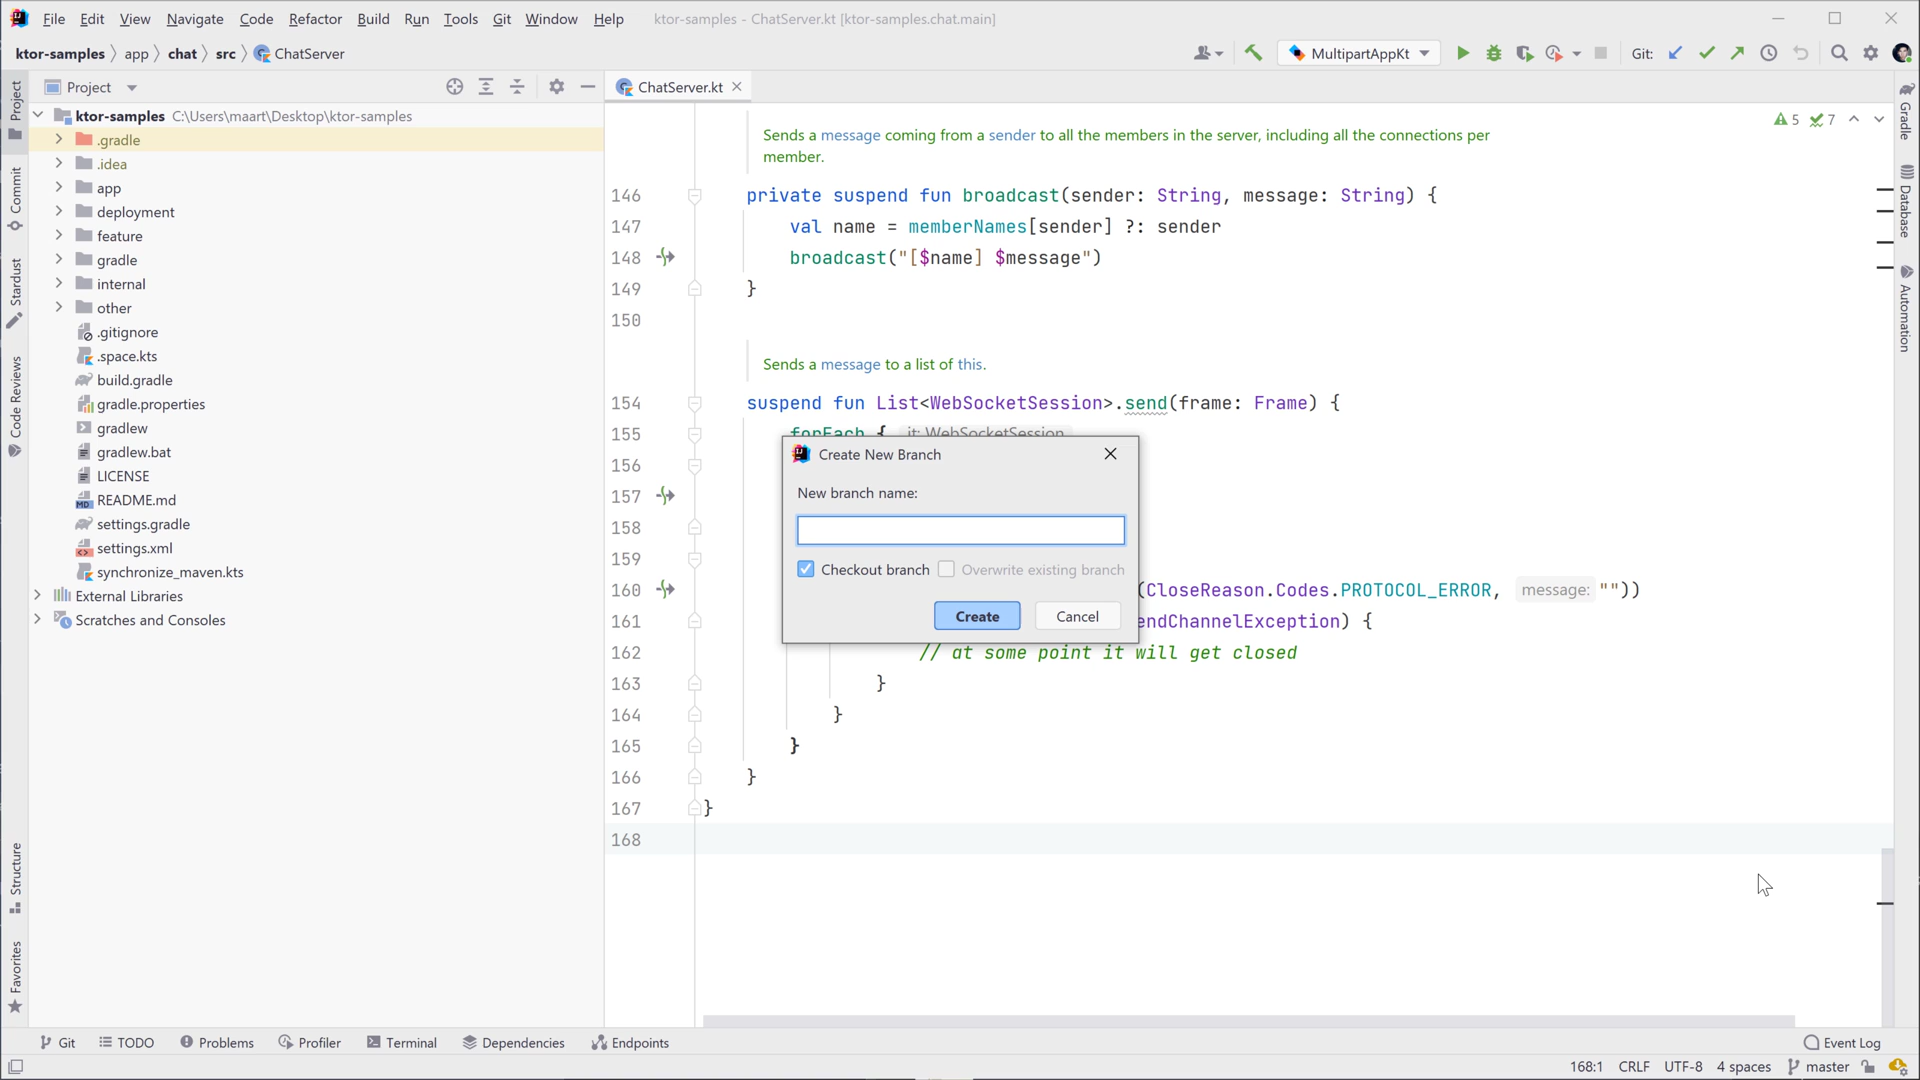 File Edit View Navigate Code Refactor Build Run Tools Git Window Help ktor-samples - ChatServer.kt [ktor-samples.chat.main]
ktor-samples app chat src ChatServer MultipartAppKt Git:
Project ChatServer.kt
Project
Commit
Stardust
Code Reviews
Structure
Favorites
ktor-samples C:\Users\maart\Desktop\ktor-samples
.gradle
.idea
app
deployment
feature
gradle
internal
other
.gitignore
.space.kts
build.gradle
gradle.properties
gradlew
gradlew.bat
LICENSE
README.md
settings.gradle
settings.xml
synchronize_maven.kts
External Libraries
Scratches and Consoles
5 7
Sends a message coming from a sender to all the members in the server, including all the connections per
member.
146 private suspend fun broadcast(sender: String, message: String) {
147 val name = memberNames[sender] ?: sender
148 broadcast("[$name] $message")
149 }
150
Sends a message to a list of this.
154 suspend fun List<WebSocketSession>.send(frame: Frame) {
155 forEach { it: WebSocketSession
156
157
158
159
160 (CloseReason.Codes.PROTOCOL_ERROR, message: ""))
161 endChannelException) {
162 // at some point it will get closed
163 }
164 }
165 }
166 }
167 }
168
Create New Branch
New branch name:
Checkout branch Overwrite existing branch
Create Cancel
Gradle
Database
Automation
Git TODO Problems Profiler Terminal Dependencies Endpoints Event Log
168:1 CRLF UTF-8 4 spaces master